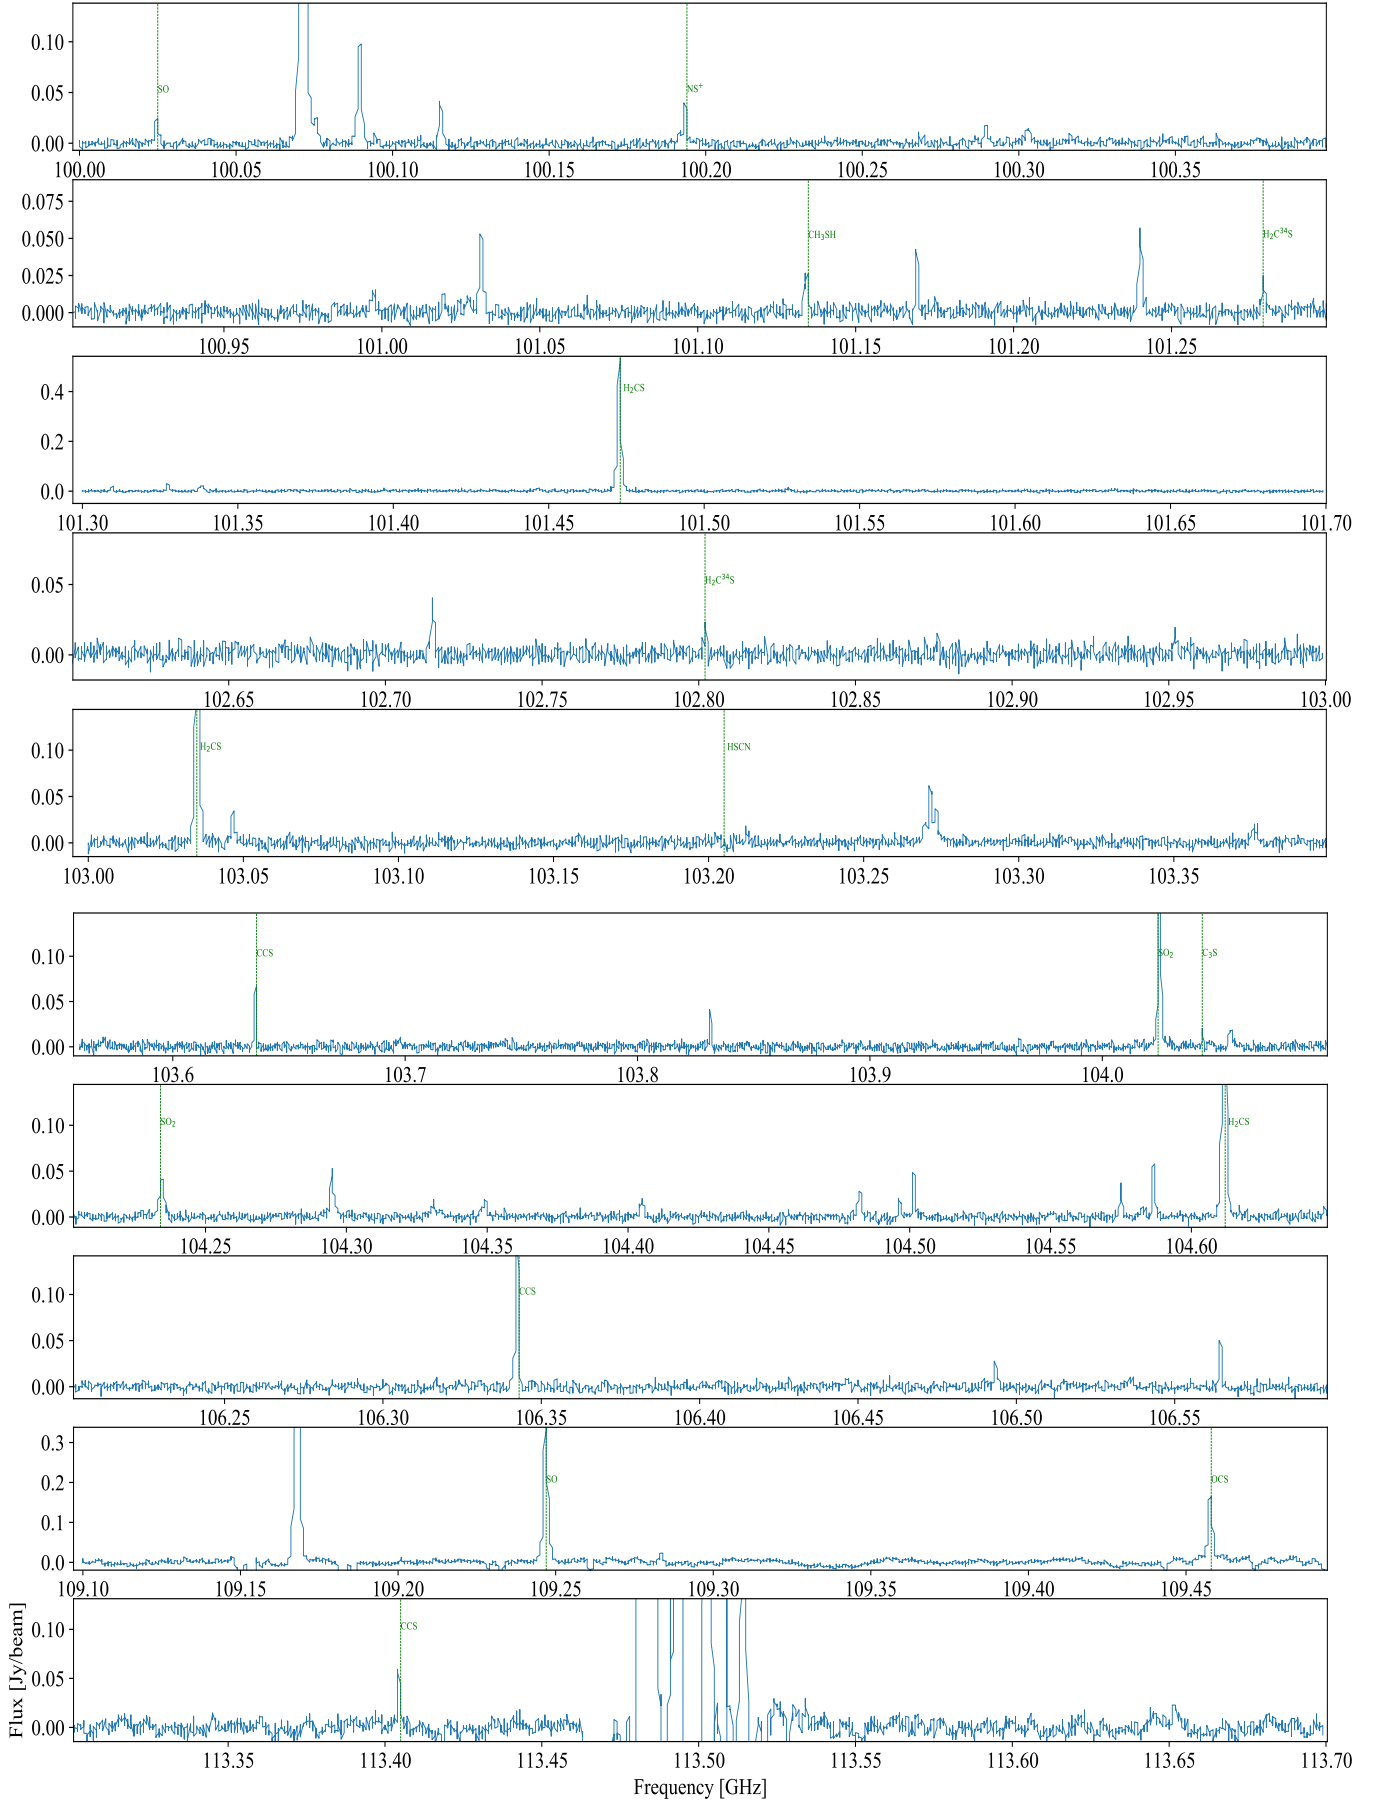 0.10
0.05
0.00
SO
NS⁺
100.00 100.05 100.10 100.15 100.20 100.25 100.30 100.35
0.075
0.050
0.025
0.000
CH₃SH
H₂C³⁴S
100.95 101.00 101.05 101.10 101.15 101.20 101.25
0.4
0.2
0.0
H₂CS
101.30 101.35 101.40 101.45 101.50 101.55 101.60 101.65 101.70
0.05
0.00
H₂C³⁴S
102.65 102.70 102.75 102.80 102.85 102.90 102.95 103.00
0.10
0.05
0.00
H₂CS
HSCN
103.00 103.05 103.10 103.15 103.20 103.25 103.30 103.35
0.10
0.05
0.00
CCS
SO₂
C₃S
103.6 103.7 103.8 103.9 104.0
0.10
0.05
0.00
SO₂
H₂CS
104.25 104.30 104.35 104.40 104.45 104.50 104.55 104.60
0.10
0.05
0.00
CCS
106.25 106.30 106.35 106.40 106.45 106.50 106.55
0.3
0.2
0.1
0.0
SO
OCS
109.10 109.15 109.20 109.25 109.30 109.35 109.40 109.45
Flux [Jy/beam]
0.10
0.05
0.00
CCS
113.35 113.40 113.45 113.50 113.55 113.60 113.65 113.70
Frequency [GHz]